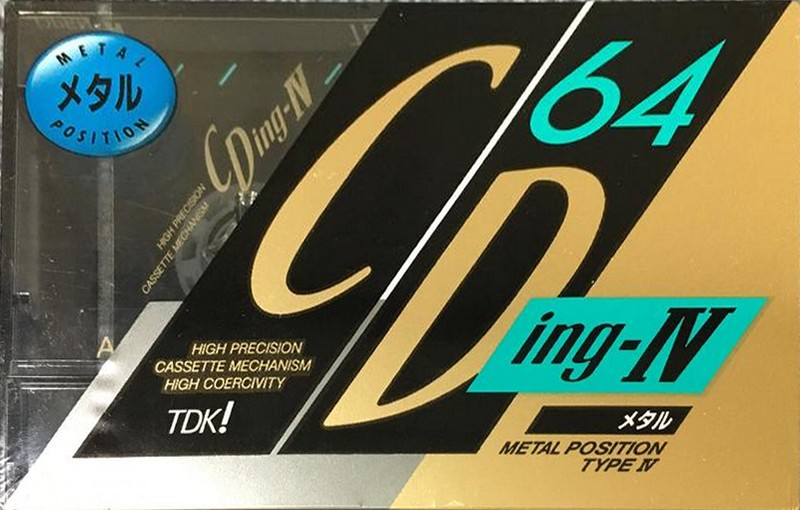 METAL
メタル
POSITION
CDing-IV
HIGH PRECISION
CASSETTE MECHANISM
A
CD
64
ing-IV
HIGH PRECISION
CASSETTE MECHANISM
HIGH COERCIVITY
TDK!
メタル
METAL POSITION
TYPE IV